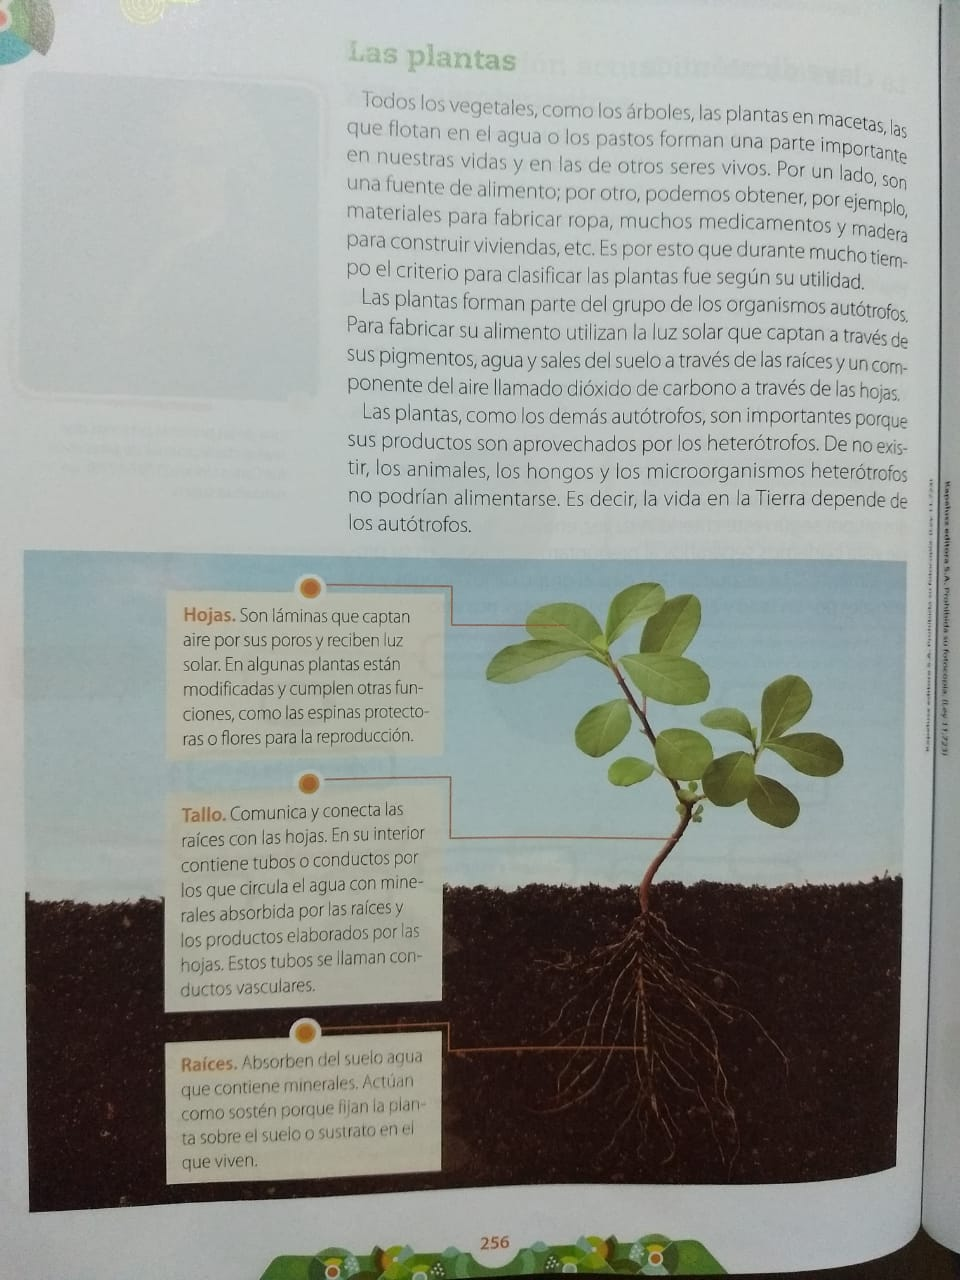 Las plantas
Todos los vegetales, como los árboles, las plantas en macetas, las
que flotan en el agua o los pastos forman una parte importante
en nuestras vidas y en las de otros seres vivos. Por un lado, son
una fuente de alimento; por otro, podemos obtener, por ejemplo,
materiales para fabricar ropa, muchos medicamentos y madera
para construir viviendas, etc. Es por esto que durante mucho tiem-
po el criterio para clasificar las plantas fue según su utilidad.
Las plantas forman parte del grupo de los organismos autótrofos.
Para fabricar su alimento utilizan la luz solar que captan a través de
sus pigmentos, agua y sales del suelo a través de las raíces y un com-
ponente del aire llamado dióxido de carbono a través de las hojas.
Las plantas, como los demás autótrofos, son importantes porque
sus productos son aprovechados por los heterótrofos. De no exis-
tir, los animales, los hongos y los microorganismos heterótrofos
no podrían alimentarse. Es decir, la vida en la Tierra depende de
los autótrofos.
Hojas. Son láminas que captan
aire por sus poros y reciben luz
solar. En algunas plantas están
modificadas y cumplen otras fun-
ciones, como las espinas protecto-
ras o flores para la reproducción.
Tallo. Comunica y conecta las
raíces con las hojas. En su interior
contiene tubos o conductos por
los que circula el agua con mine-
rales absorbida por las raíces y
los productos elaborados por las
hojas. Estos tubos se llaman con-
ductos vasculares.
Raíces. Absorben del suelo agua
que contiene minerales. Actúan
como sostén porque fijan la plan-
ta sobre el suelo o sustrato en el
que viven.
256
Kapelusz editora S.A. Prohibida su fotocopia. (Ley 11.723)